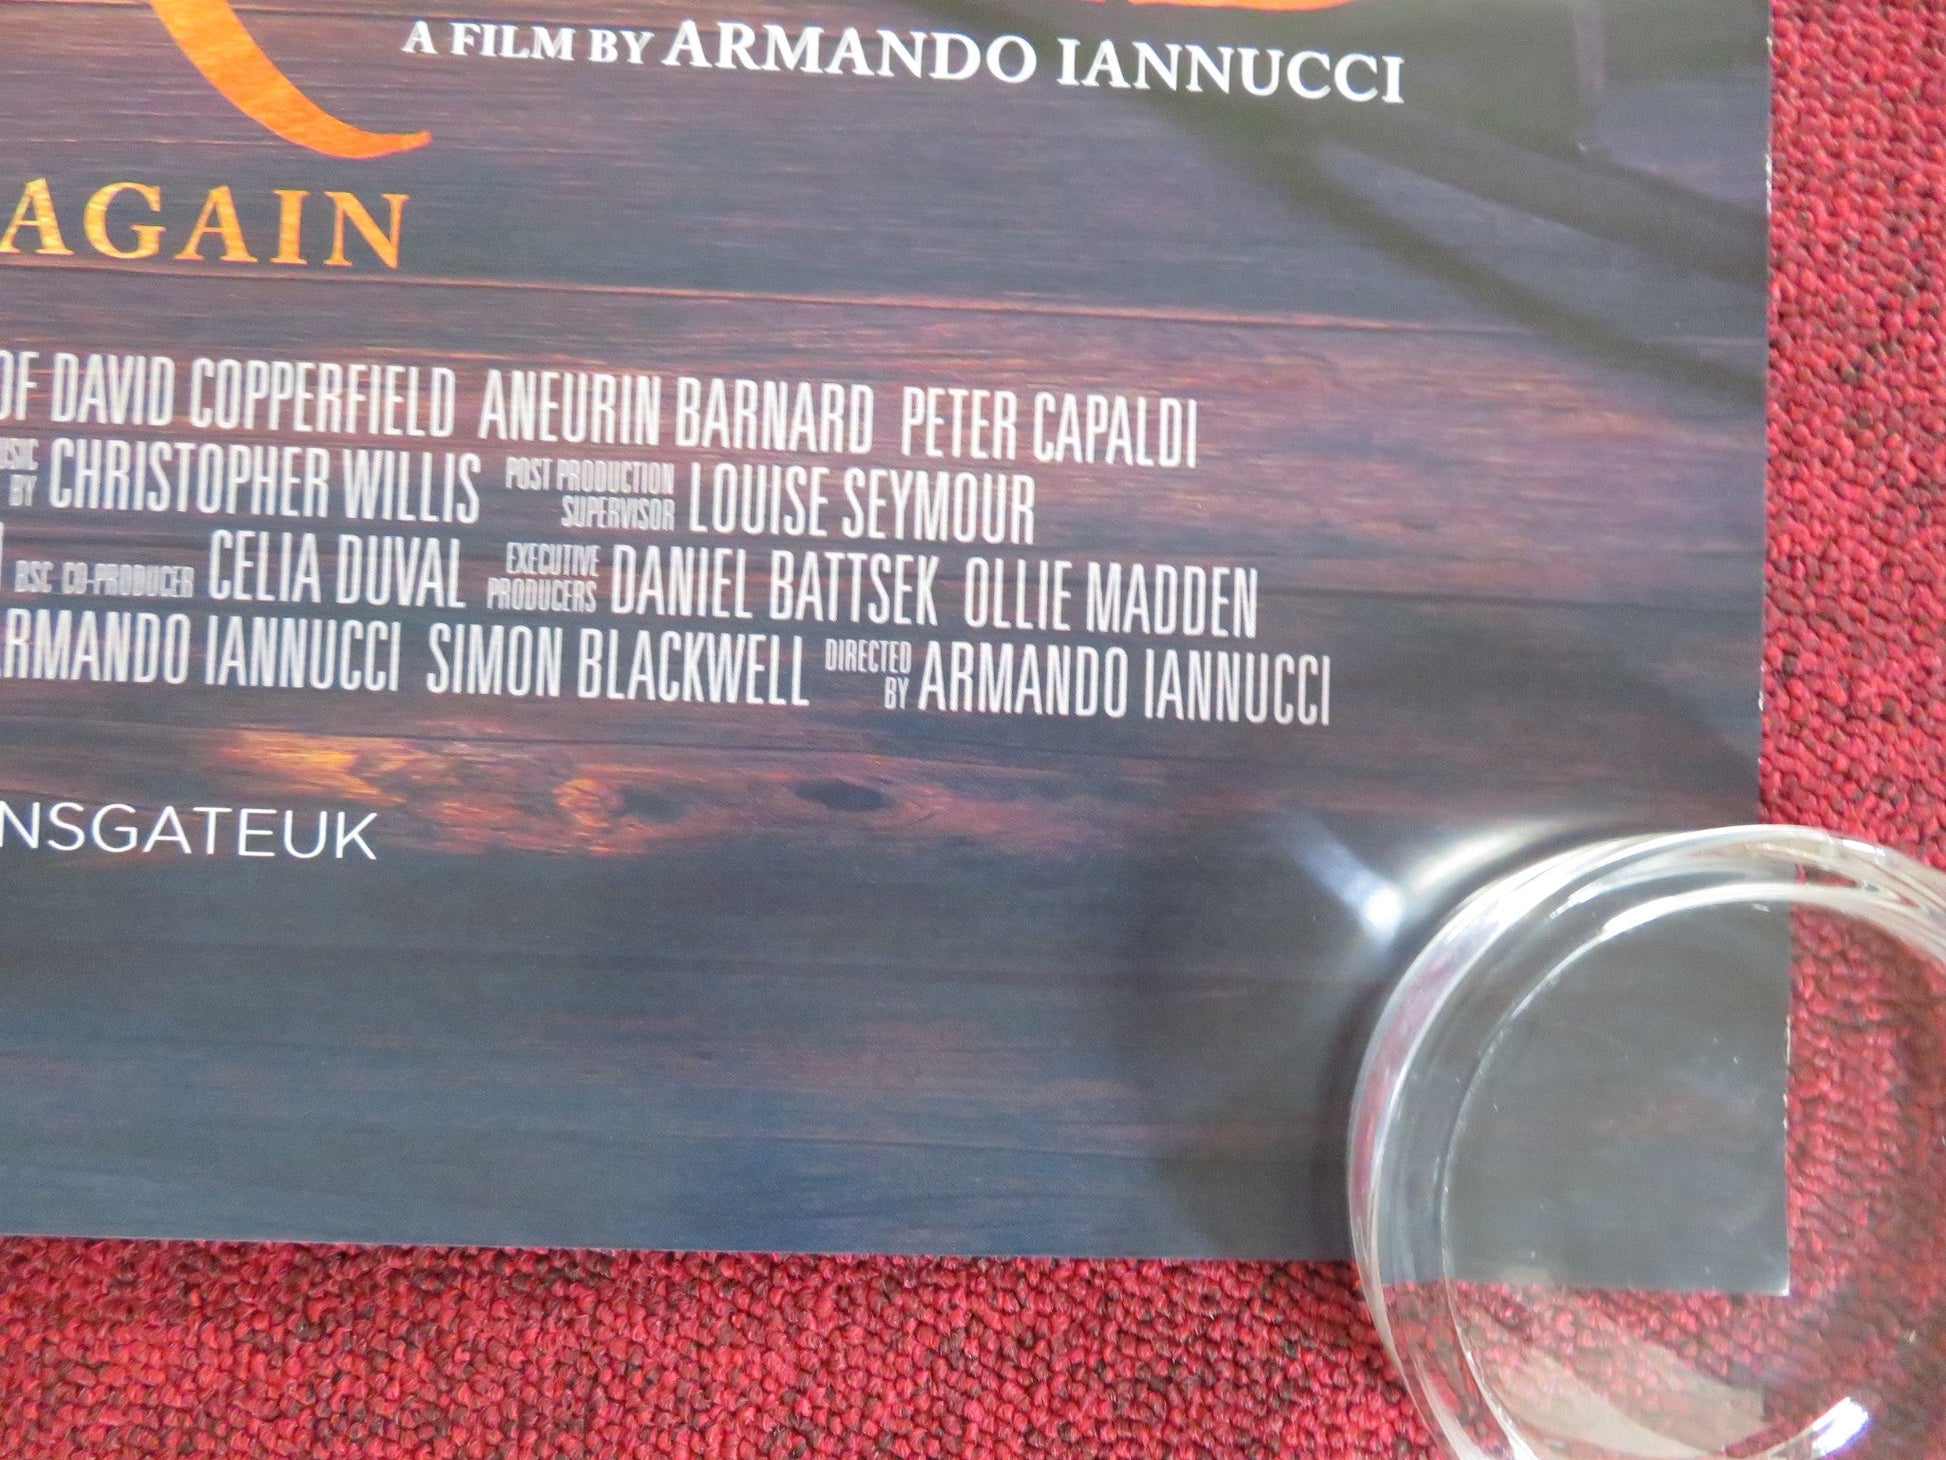 A FILM BY ARMANDO IANNUCCI
AGAIN
OF DAVID COPPERFIELD ANEURIN BARNARD PETER CAPALDI
BY CHRISTOPHER WILLIS POST PRODUCTION SUPERVISOR LOUISE SEYMOUR
BSC CO-PRODUCER CELIA DUVAL EXECUTIVE PRODUCERS DANIEL BATTSEK OLLIE MADDEN
ARMANDO IANNUCCI SIMON BLACKWELL DIRECTED BY ARMANDO IANNUCCI
NSGATEUK